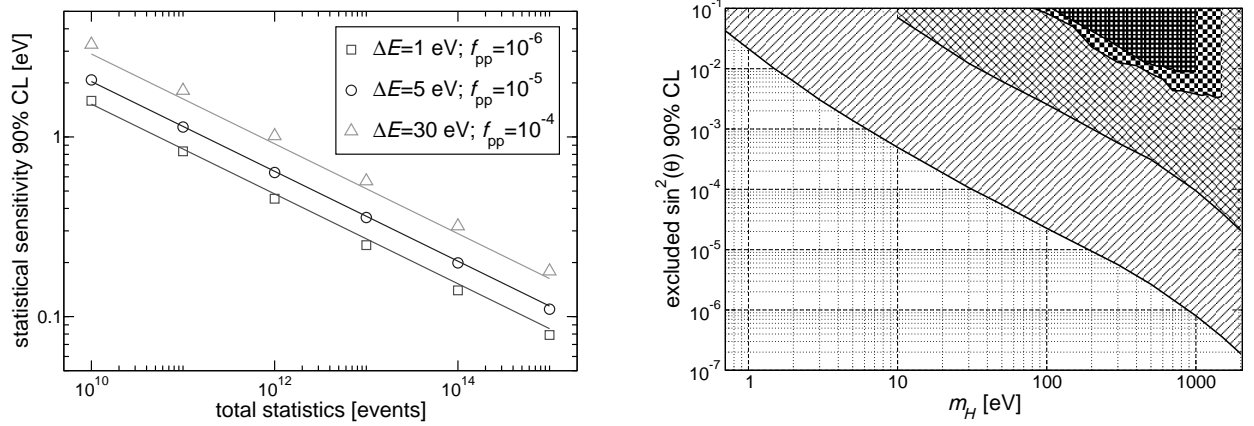 statistical sensitivity 90% CL [eV]
1
0.1
ΔE=1 eV; f_pp=10^-6
ΔE=5 eV; f_pp=10^-5
ΔE=30 eV; f_pp=10^-4
10^10 10^12 10^14
total statistics [events]
excluded sin^2(θ) 90% CL
10^-1
10^-2
10^-3
10^-4
10^-5
10^-6
10^-7
1 10 100 1000
m_H [eV]